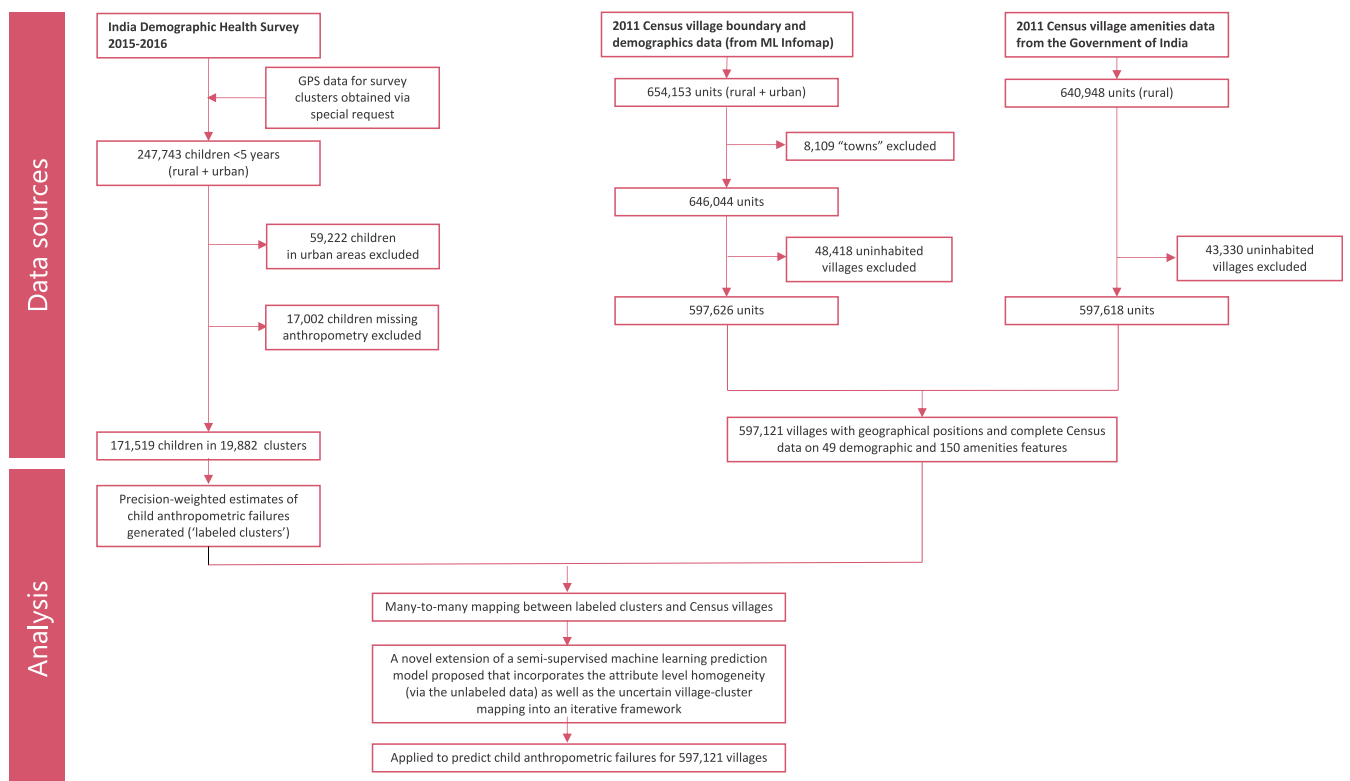 Data sources
India Demographic Health Survey
2015-2016
GPS data for survey
clusters obtained via
special request
247,743 children <5 years
(rural + urban)
59,222 children
in urban areas excluded
17,002 children missing
anthropometry excluded
171,519 children in 19,882 clusters
2011 Census village boundary and
demographics data (from ML Infomap)
654,153 units (rural + urban)
8,109 “towns” excluded
646,044 units
48,418 uninhabited
villages excluded
597,626 units
2011 Census village amenities data
from the Government of India
640,948 units (rural)
43,330 uninhabited
villages excluded
597,618 units
597,121 villages with geographical positions and complete Census
data on 49 demographic and 150 amenities features
Analysis
Precision-weighted estimates of
child anthropometric failures
generated (‘labeled clusters’)
Many-to-many mapping between labeled clusters and Census villages
A novel extension of a semi-supervised machine learning prediction
model proposed that incorporates the attribute level homogeneity
(via the unlabeled data) as well as the uncertain village-cluster
mapping into an iterative framework
Applied to predict child anthropometric failures for 597,121 villages